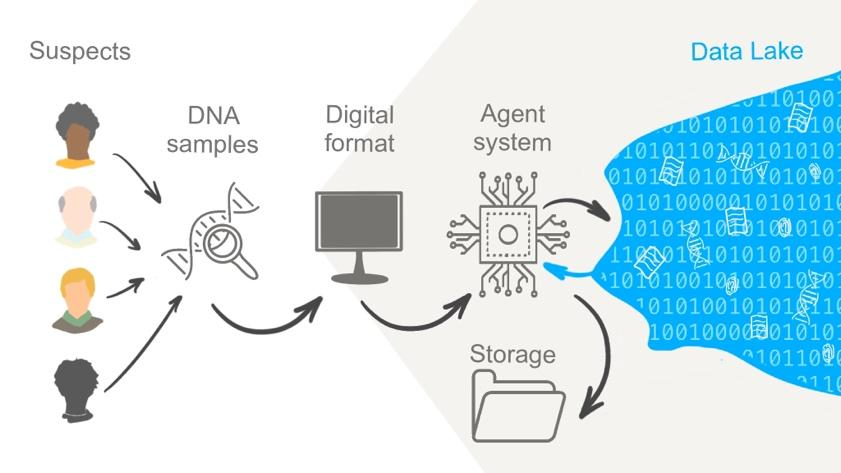 Suspects
Data Lake
DNA
samples
Digital
format
Agent
system
Storage